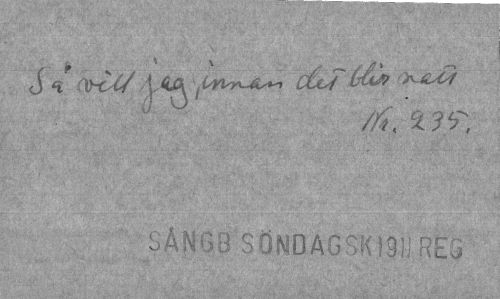 Så vill jag, innan det blir natt
Nr. 235.
SÅNGB SÖNDAGSK 1911 REG